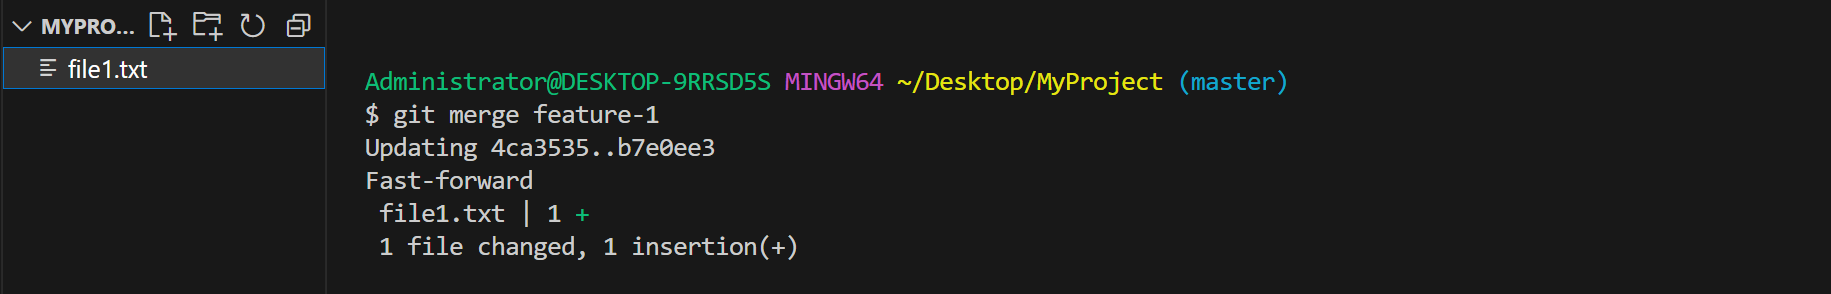 MYPRO...
file1.txt
Administrator@DESKTOP-9RRSD5S MINGW64 ~/Desktop/MyProject (master)
$ git merge feature-1
Updating 4ca3535..b7e0ee3
Fast-forward
 file1.txt | 1 +
 1 file changed, 1 insertion(+)